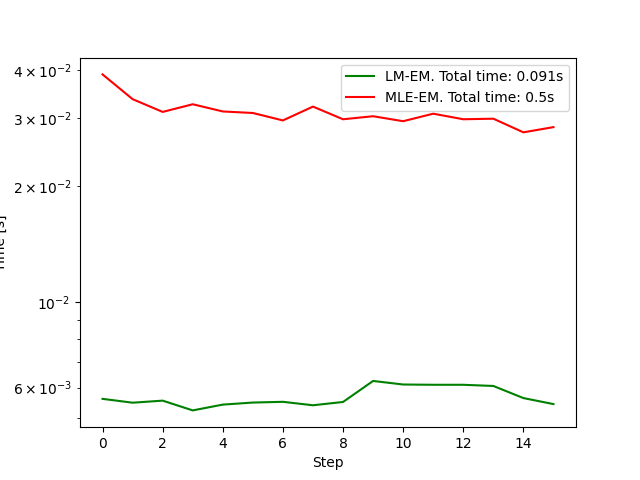 LM-EM. Total time: 0.091s
MLE-EM. Total time: 0.5s
4 × 10⁻²
3 × 10⁻²
2 × 10⁻²
10⁻²
6 × 10⁻³
[s]
0 2 4 6 8 10 12 14
Step